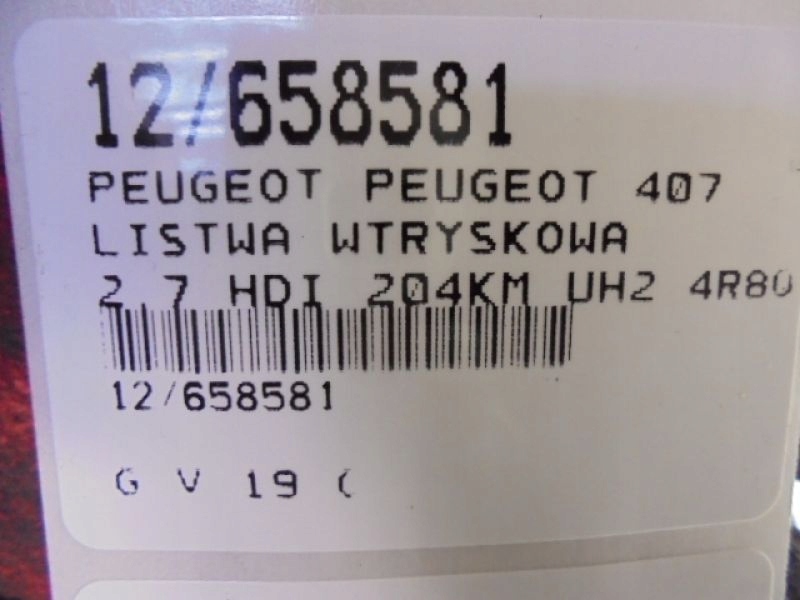 12/658581
PEUGEOT PEUGEOT 407
LISTWA WTRYSKOWA
2.7 HDI 204KM UH2 4R80
12/658581
G V 19 (